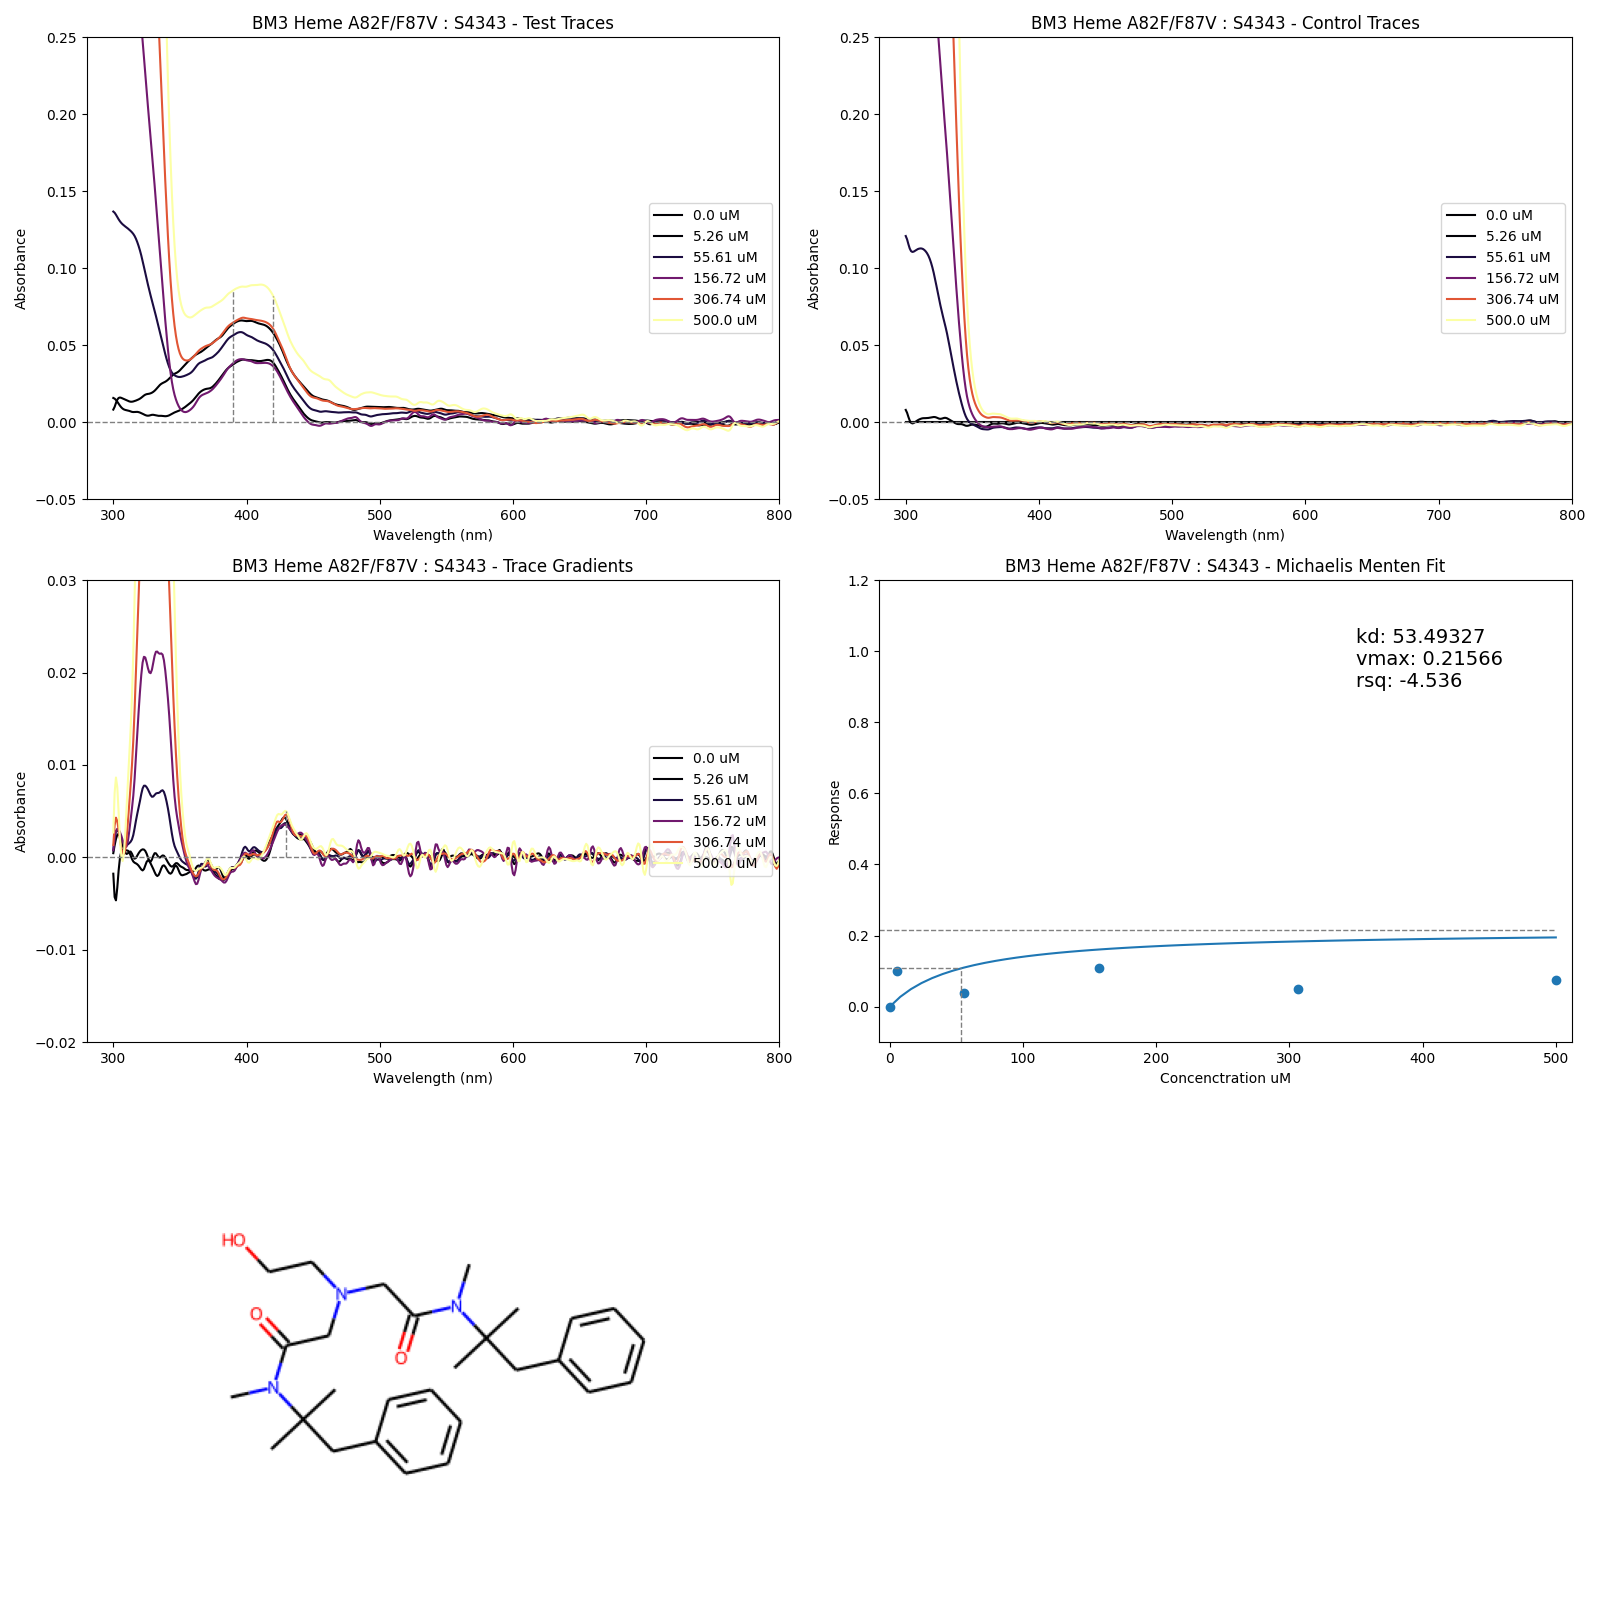 BM3 Heme A82F/F87V : S4343 - Test Traces
0.25
0.20
0.15
0.10
0.05
0.00
−0.05
Absorbance
0.0 uM
5.26 uM
55.61 uM
156.72 uM
306.74 uM
500.0 uM
300
400
500
600
700
800
Wavelength (nm)
BM3 Heme A82F/F87V : S4343 - Control Traces
0.25
0.20
0.15
0.10
0.05
0.00
−0.05
Absorbance
0.0 uM
5.26 uM
55.61 uM
156.72 uM
306.74 uM
500.0 uM
300
400
500
600
700
800
Wavelength (nm)
BM3 Heme A82F/F87V : S4343 - Trace Gradients
0.03
0.02
0.01
0.00
−0.01
−0.02
Absorbance
0.0 uM
5.26 uM
55.61 uM
156.72 uM
306.74 uM
500.0 uM
300
400
500
600
700
800
Wavelength (nm)
BM3 Heme A82F/F87V : S4343 - Michaelis Menten Fit
1.2
1.0
0.8
0.6
0.4
0.2
0.0
Response
kd: 53.49327
vmax: 0.21566
rsq: -4.536
0
100
200
300
400
500
Concenctration uM
HO
N
O
N
O
N